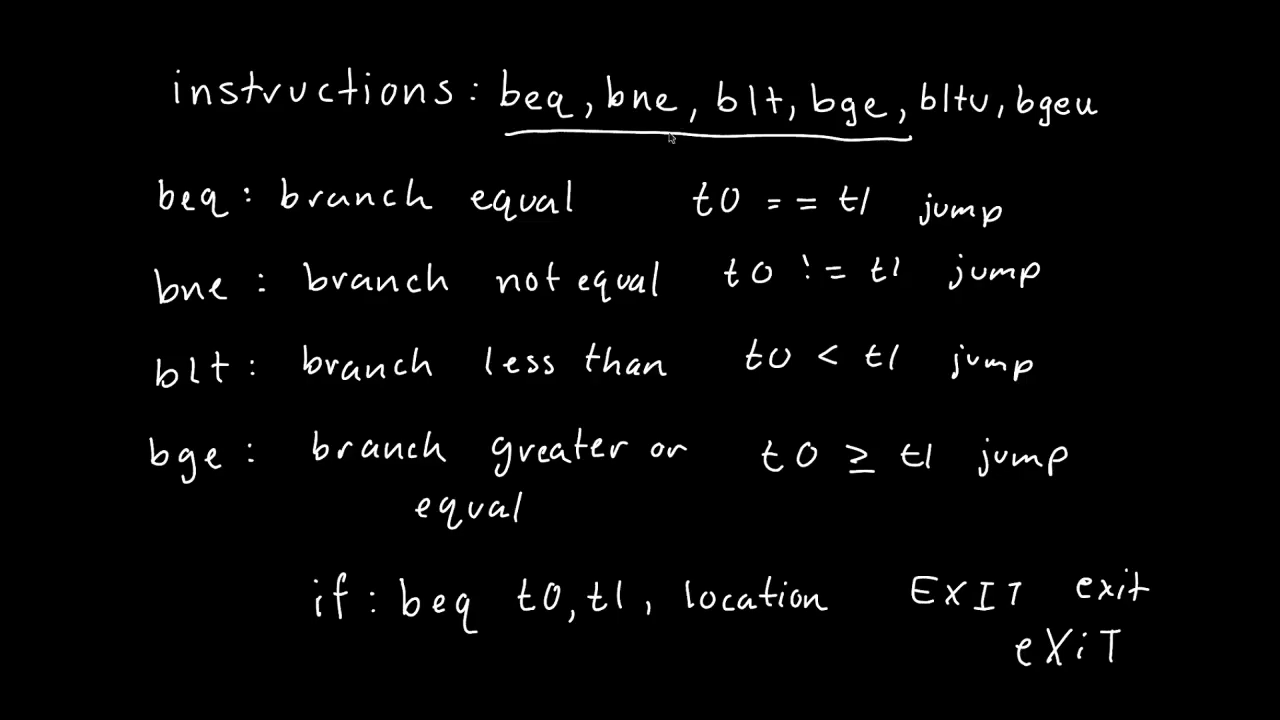 instructions: beq, bne, blt, bge, bltu, bgeu
beq: branch equal t0 == t1 jump
bne: branch not equal t0 != t1 jump
blt: branch less than t0 < t1 jump
bge: branch greater or t0 ≥ t1 jump
equal
if: beq t0, t1, location EXIT exit
eXiT